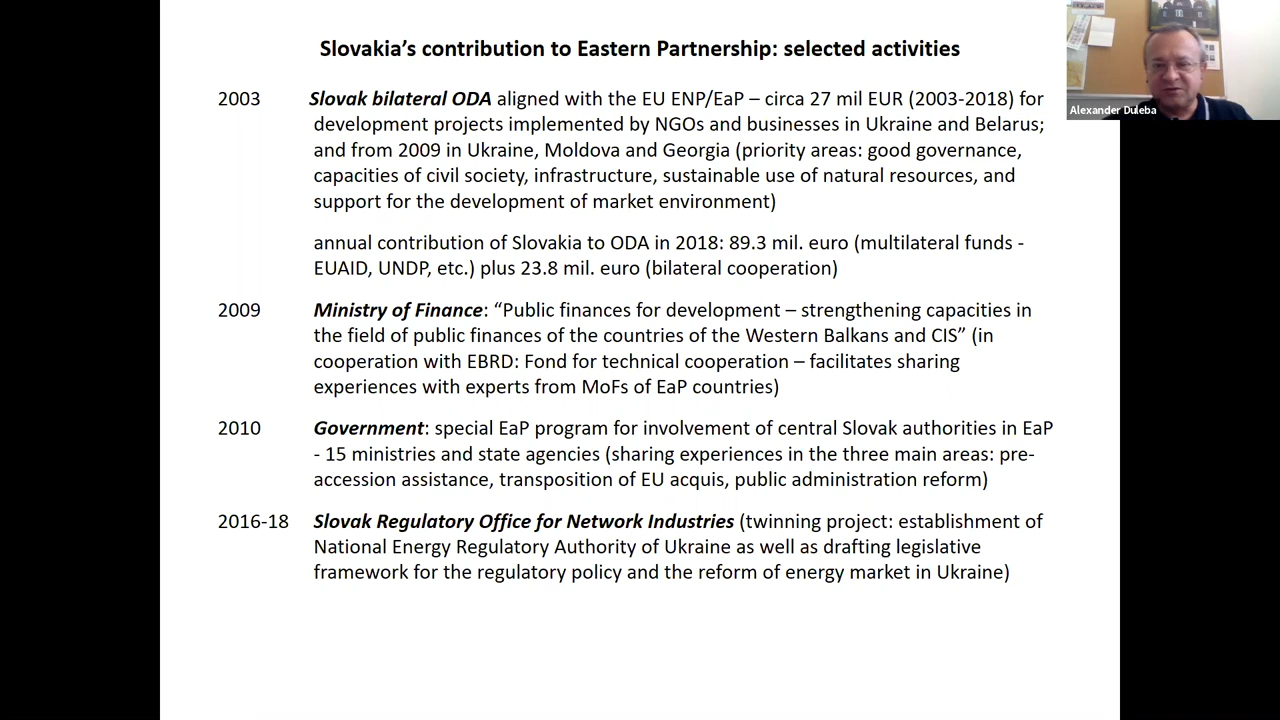 Slovakia’s contribution to Eastern Partnership: selected activities
Alexander Duleba
2003 Slovak bilateral ODA aligned with the EU ENP/EaP – circa 27 mil EUR (2003-2018) for
development projects implemented by NGOs and businesses in Ukraine and Belarus;
and from 2009 in Ukraine, Moldova and Georgia (priority areas: good governance,
capacities of civil society, infrastructure, sustainable use of natural resources, and
support for the development of market environment)
annual contribution of Slovakia to ODA in 2018: 89.3 mil. euro (multilateral funds -
EUAID, UNDP, etc.) plus 23.8 mil. euro (bilateral cooperation)
2009 Ministry of Finance: “Public finances for development – strengthening capacities in
the field of public finances of the countries of the Western Balkans and CIS” (in
cooperation with EBRD: Fond for technical cooperation – facilitates sharing
experiences with experts from MoFs of EaP countries)
2010 Government: special EaP program for involvement of central Slovak authorities in EaP
- 15 ministries and state agencies (sharing experiences in the three main areas: pre-
accession assistance, transposition of EU acquis, public administration reform)
2016-18 Slovak Regulatory Office for Network Industries (twinning project: establishment of
National Energy Regulatory Authority of Ukraine as well as drafting legislative
framework for the regulatory policy and the reform of energy market in Ukraine)